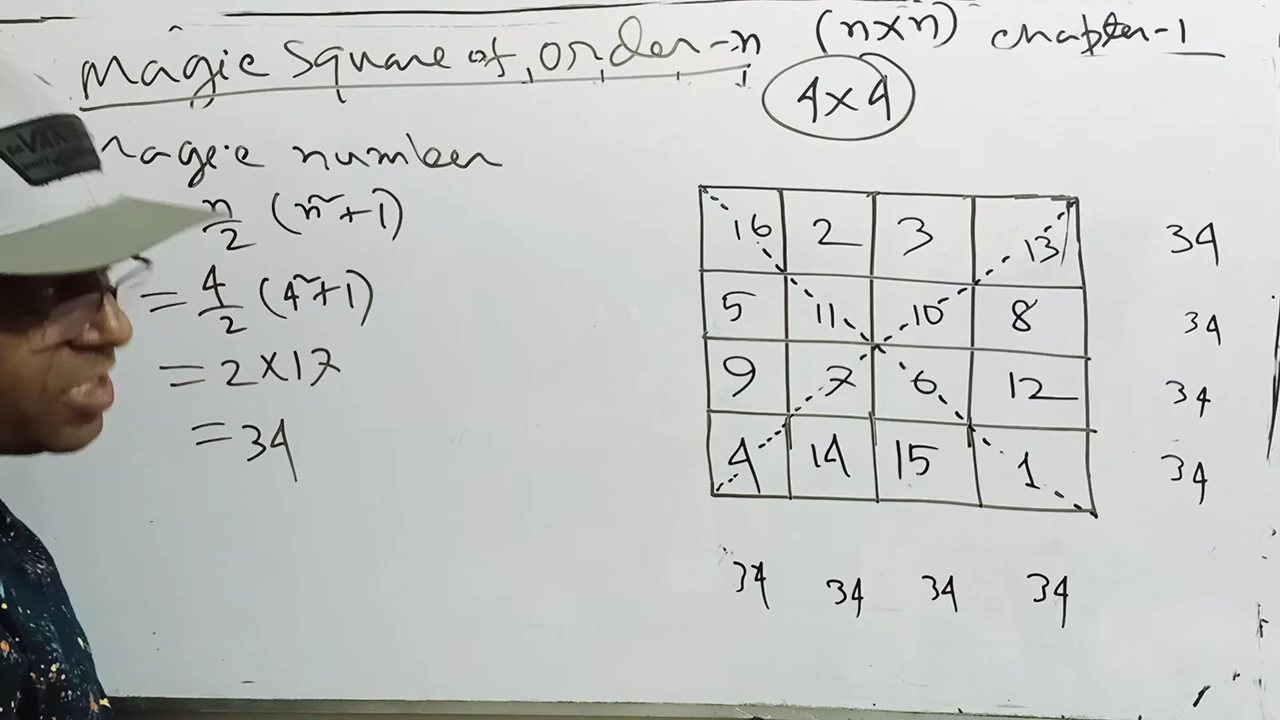 Magic Square of order-n (n×n) chapter-1
4×4
magic number
n/2 (n²+1)
= 4/2 (4²+1)
= 2×17
= 34
16 2 3 13 34
5 11 10 8 34
9 7 6 12 34
4 14 15 1 34
34 34 34 34